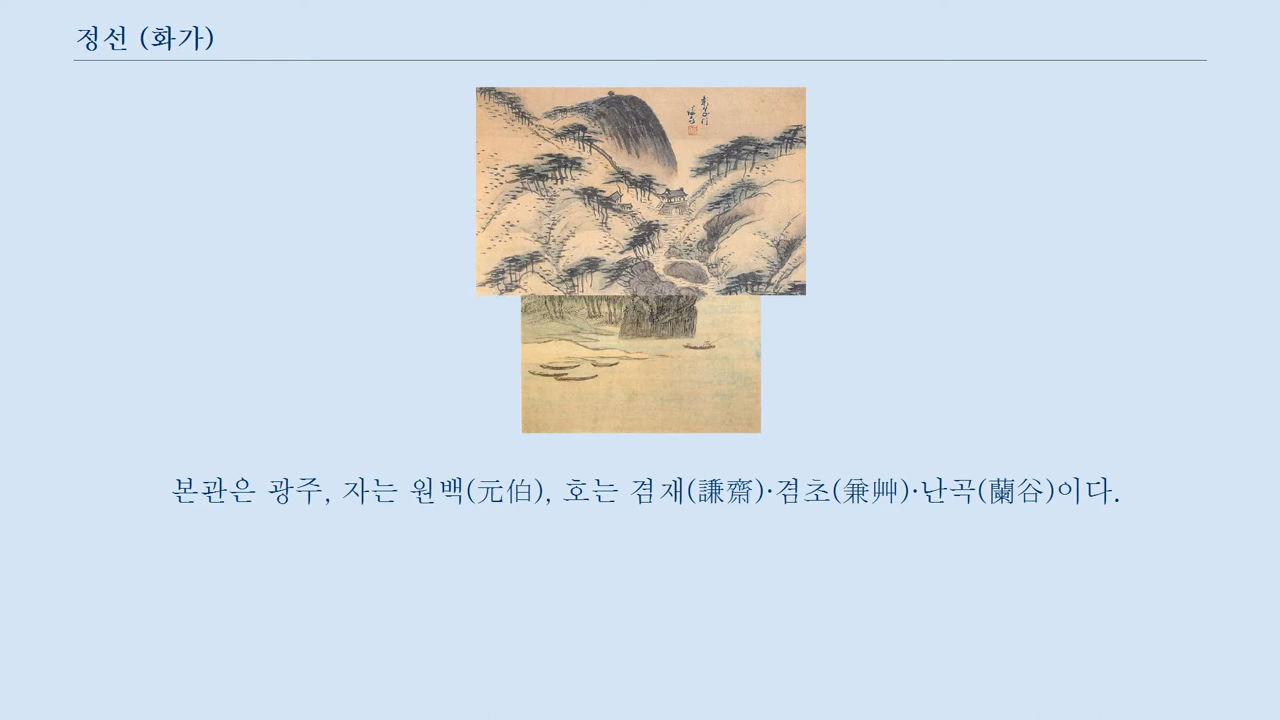 정선 (화가)
본관은 광주, 자는 원백(元伯), 호는 겸재(謙齋)·겸초(兼艸)·난곡(蘭谷)이다.